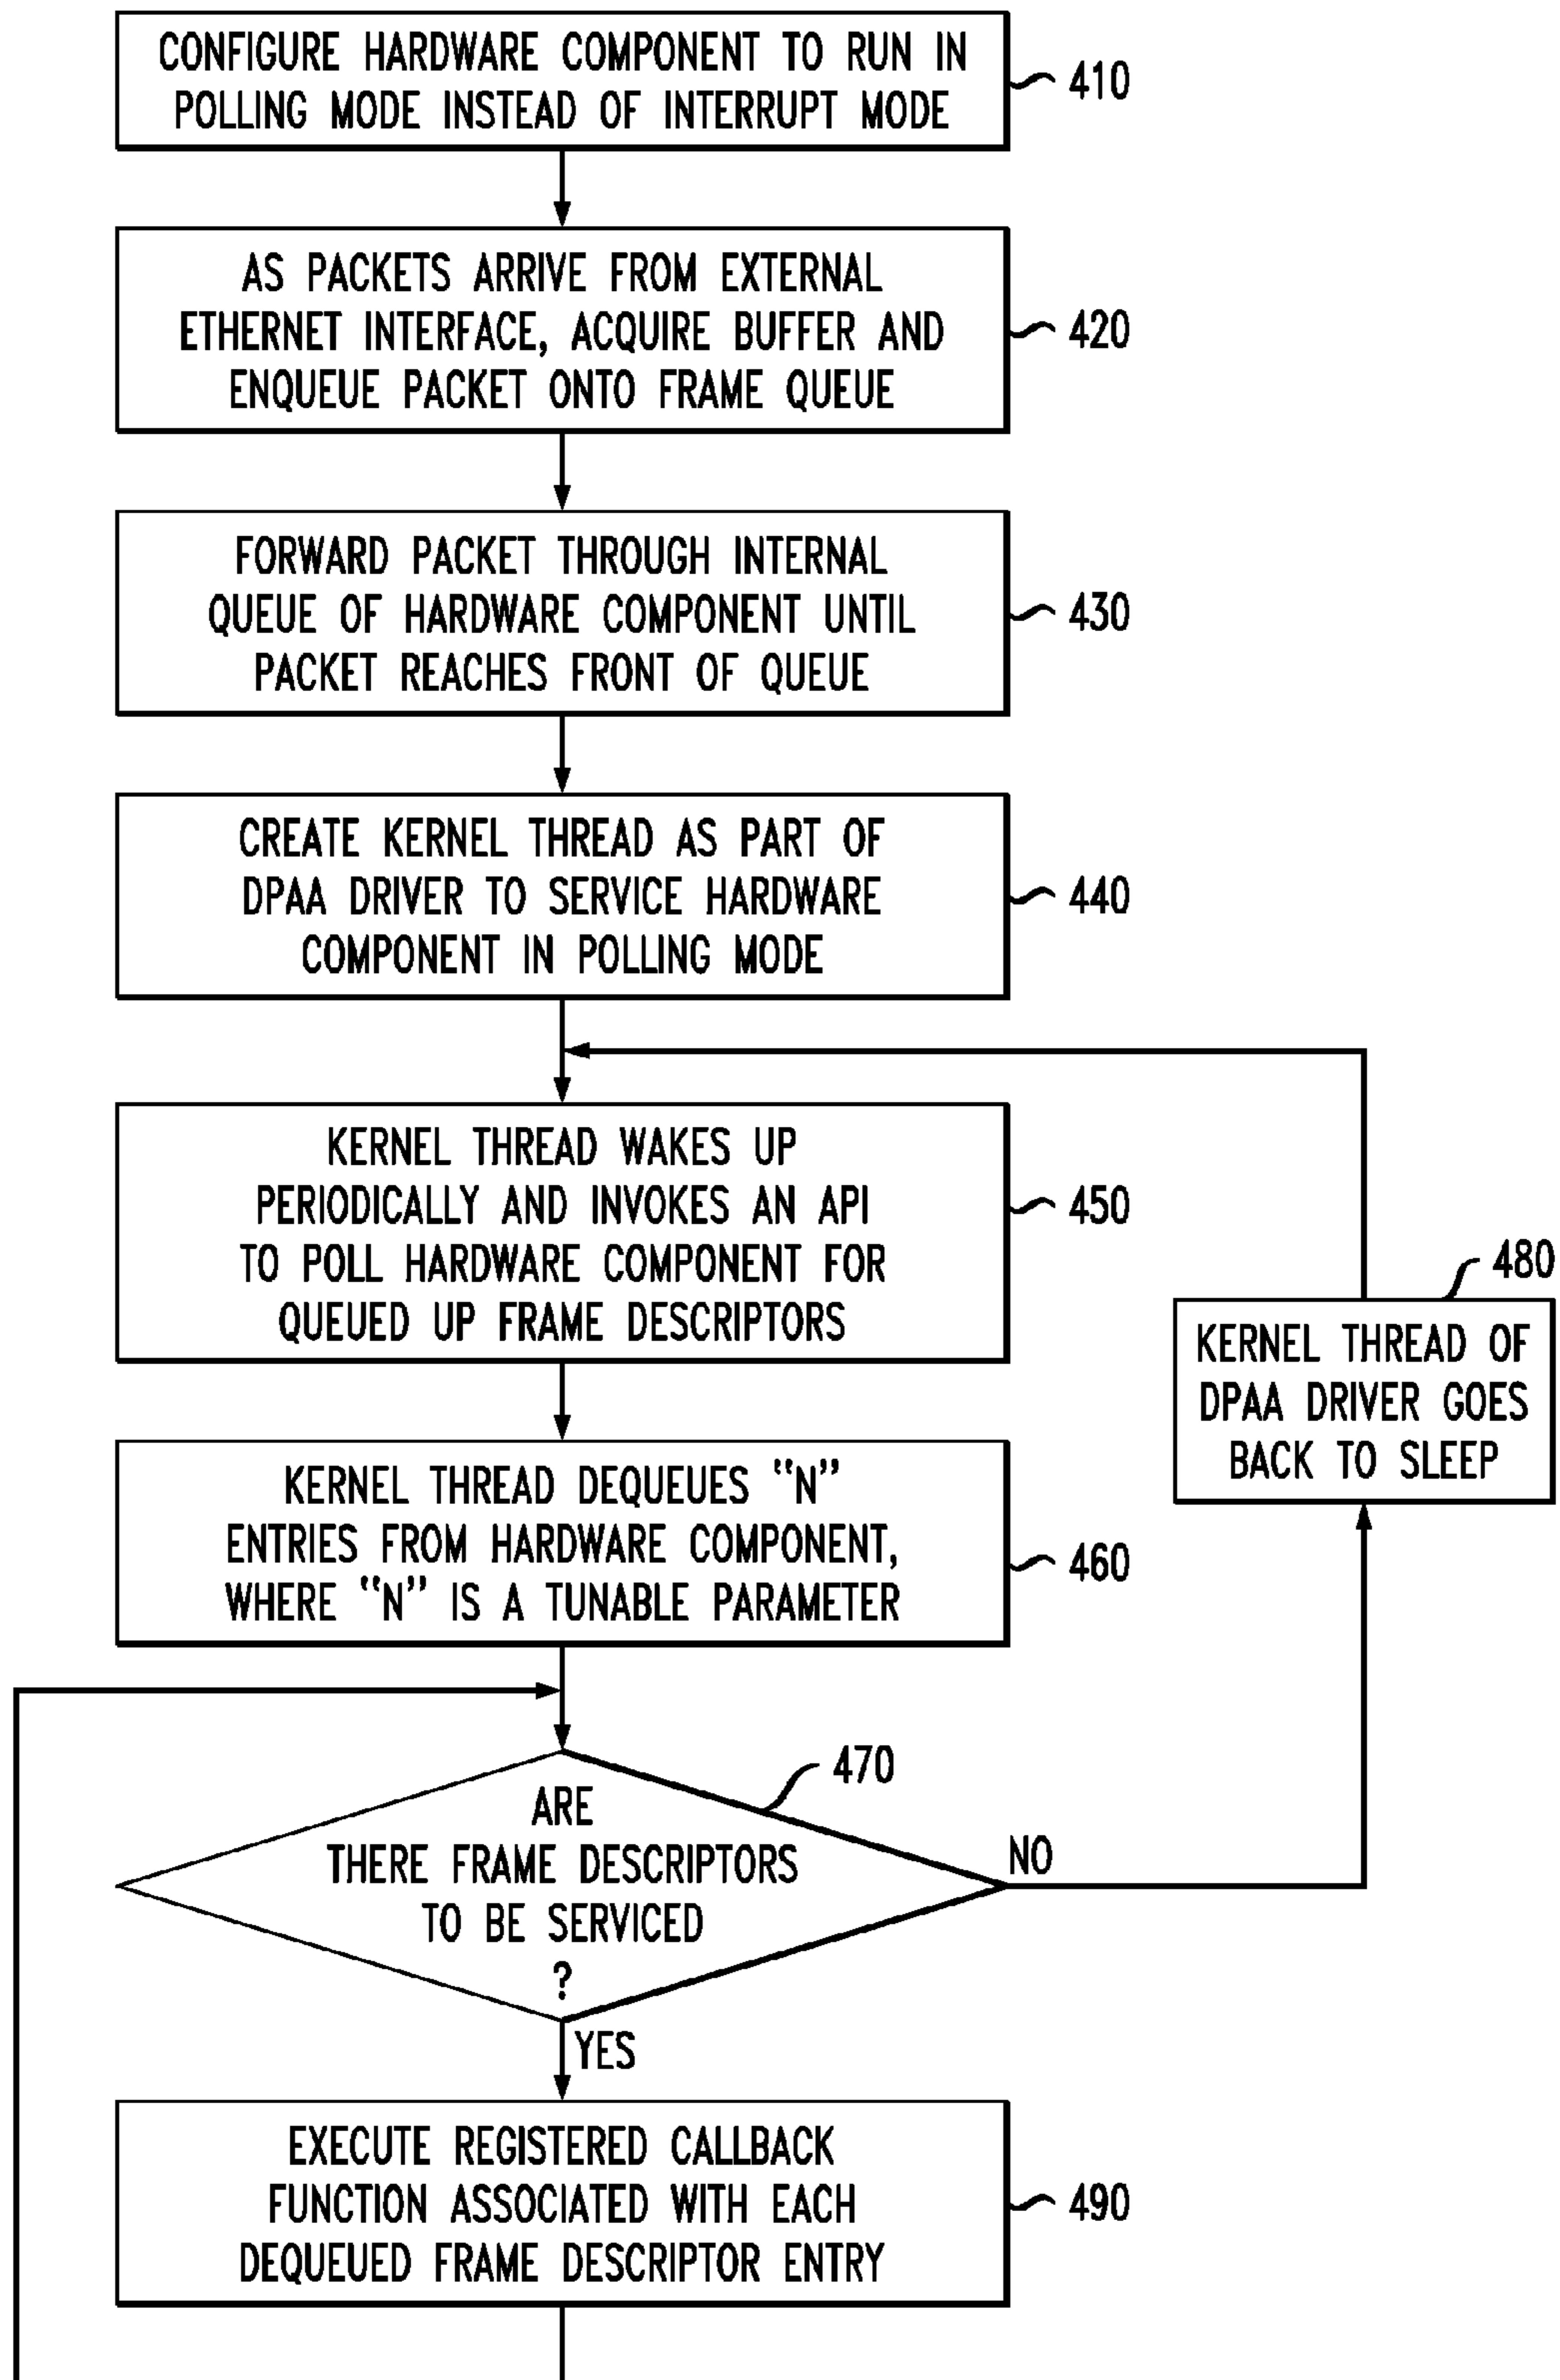 CONFIGURE HARDWARE COMPONENT TO RUN IN
POLLING MODE INSTEAD OF INTERRUPT MODE
410
AS PACKETS ARRIVE FROM EXTERNAL
ETHERNET INTERFACE, ACQUIRE BUFFER AND
ENQUEUE PACKET ONTO FRAME QUEUE
420
FORWARD PACKET THROUGH INTERNAL
QUEUE OF HARDWARE COMPONENT UNTIL
PACKET REACHES FRONT OF QUEUE
430
CREATE KERNEL THREAD AS PART OF
DPAA DRIVER TO SERVICE HARDWARE
COMPONENT IN POLLING MODE
440
KERNEL THREAD WAKES UP
PERIODICALLY AND INVOKES AN API
TO POLL HARDWARE COMPONENT FOR
QUEUED UP FRAME DESCRIPTORS
450
480
KERNEL THREAD OF
DPAA DRIVER GOES
BACK TO SLEEP
KERNEL THREAD DEQUEUES “N”
ENTRIES FROM HARDWARE COMPONENT,
WHERE “N” IS A TUNABLE PARAMETER
460
470
ARE
THERE FRAME DESCRIPTORS
TO BE SERVICED
?
NO
YES
EXECUTE REGISTERED CALLBACK
FUNCTION ASSOCIATED WITH EACH
DEQUEUED FRAME DESCRIPTOR ENTRY
490